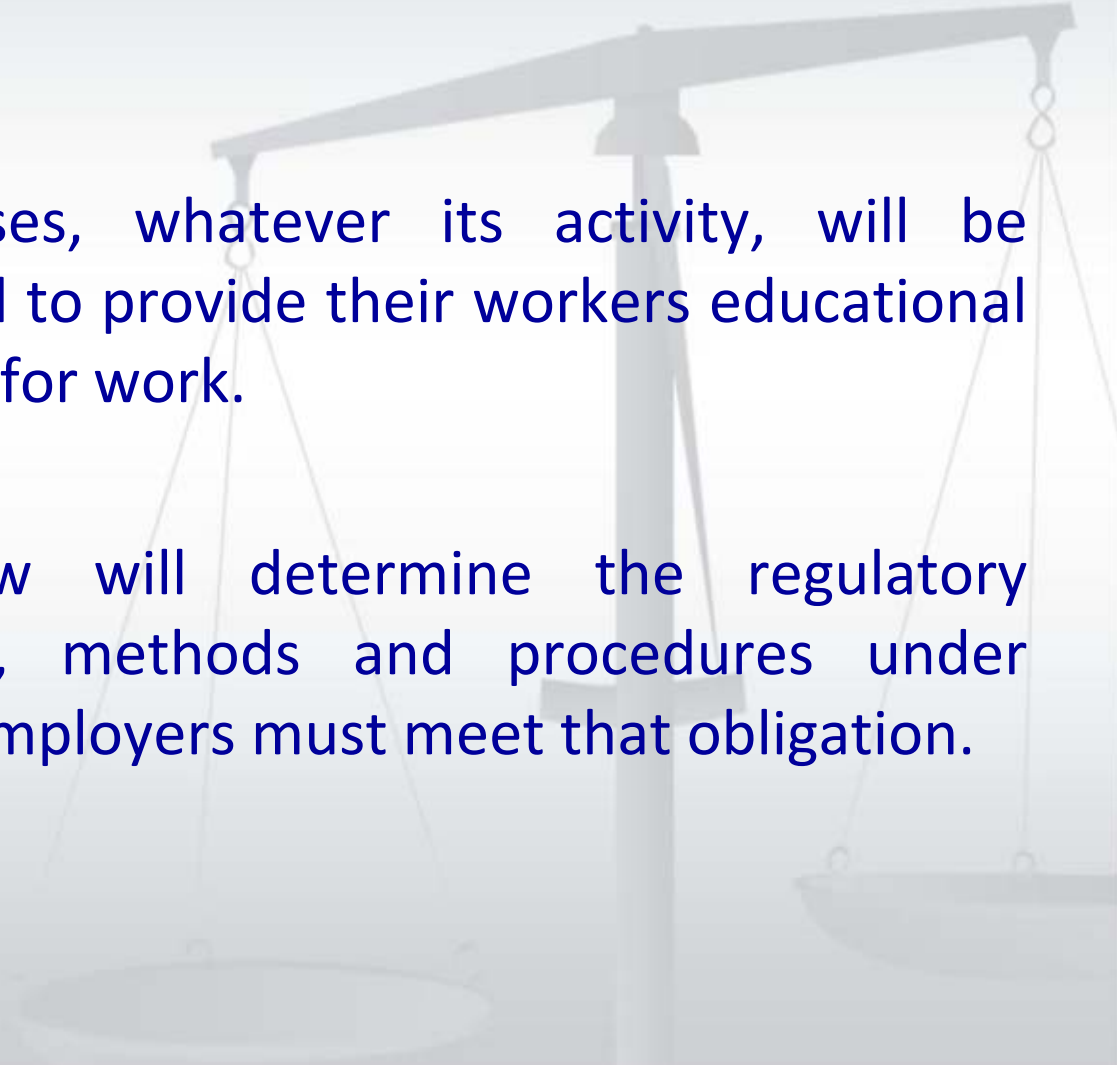 ses, whatever its activity, will be
to provide their workers educational
for work.
w will determine the regulatory
, methods and procedures under
mployers must meet that obligation.